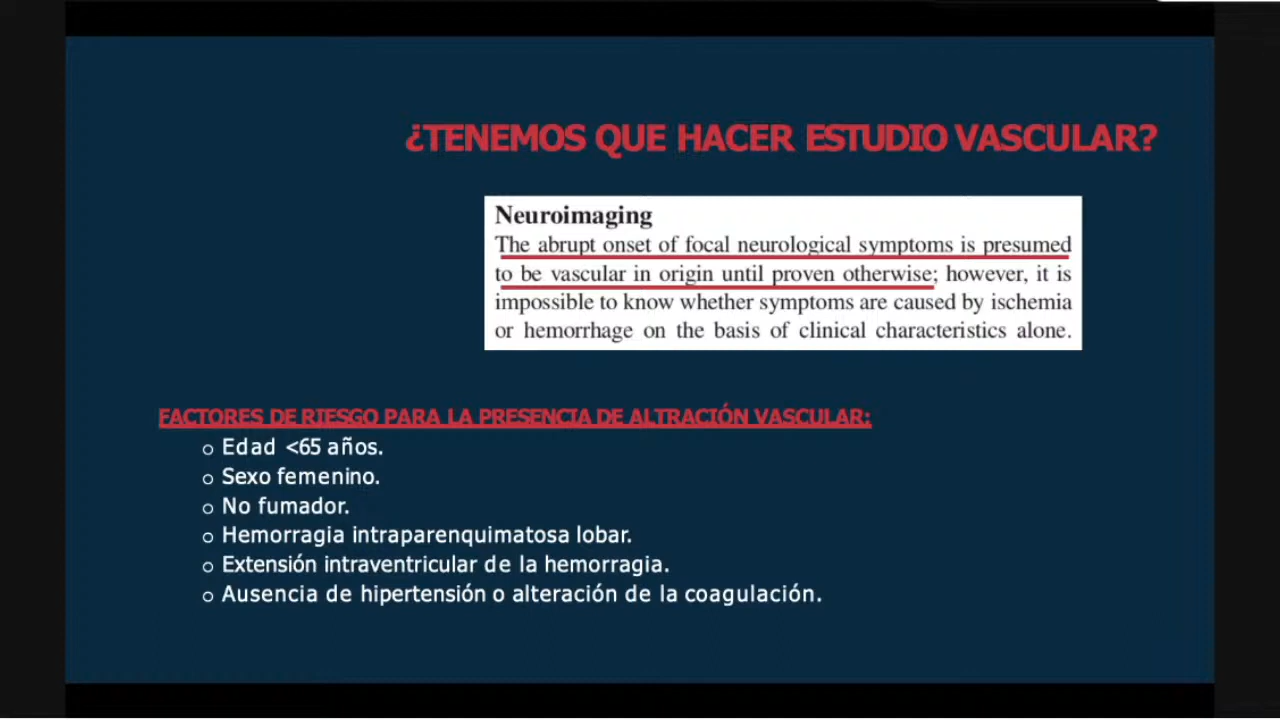 ¿TENEMOS QUE HACER ESTUDIO VASCULAR?
Neuroimaging
The abrupt onset of focal neurological symptoms is presumed
to be vascular in origin until proven otherwise; however, it is
impossible to know whether symptoms are caused by ischemia
or hemorrhage on the basis of clinical characteristics alone.
FACTORES DE RIESGO PARA LA PRESENCIA DE ALTRACIÓN VASCULAR:
o Edad <65 años.
o Sexo femenino.
o No fumador.
o Hemorragia intraparenquimatosa lobar.
o Extensión intraventricular de la hemorragia.
o Ausencia de hipertensión o alteración de la coagulación.